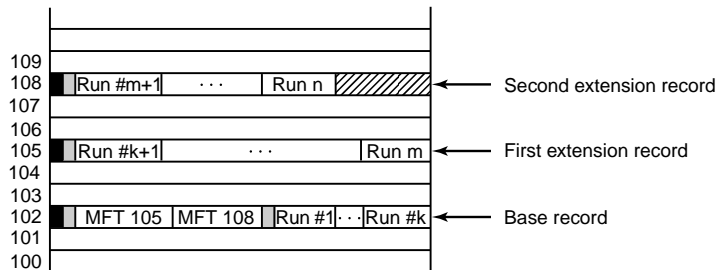 109
108 Run #m+1 · · · Run n Second extension record
107
106
105 Run #k+1 · · · Run m First extension record
104
103
102 MFT 105 MFT 108 Run #1 · · · Run #k Base record
101
100